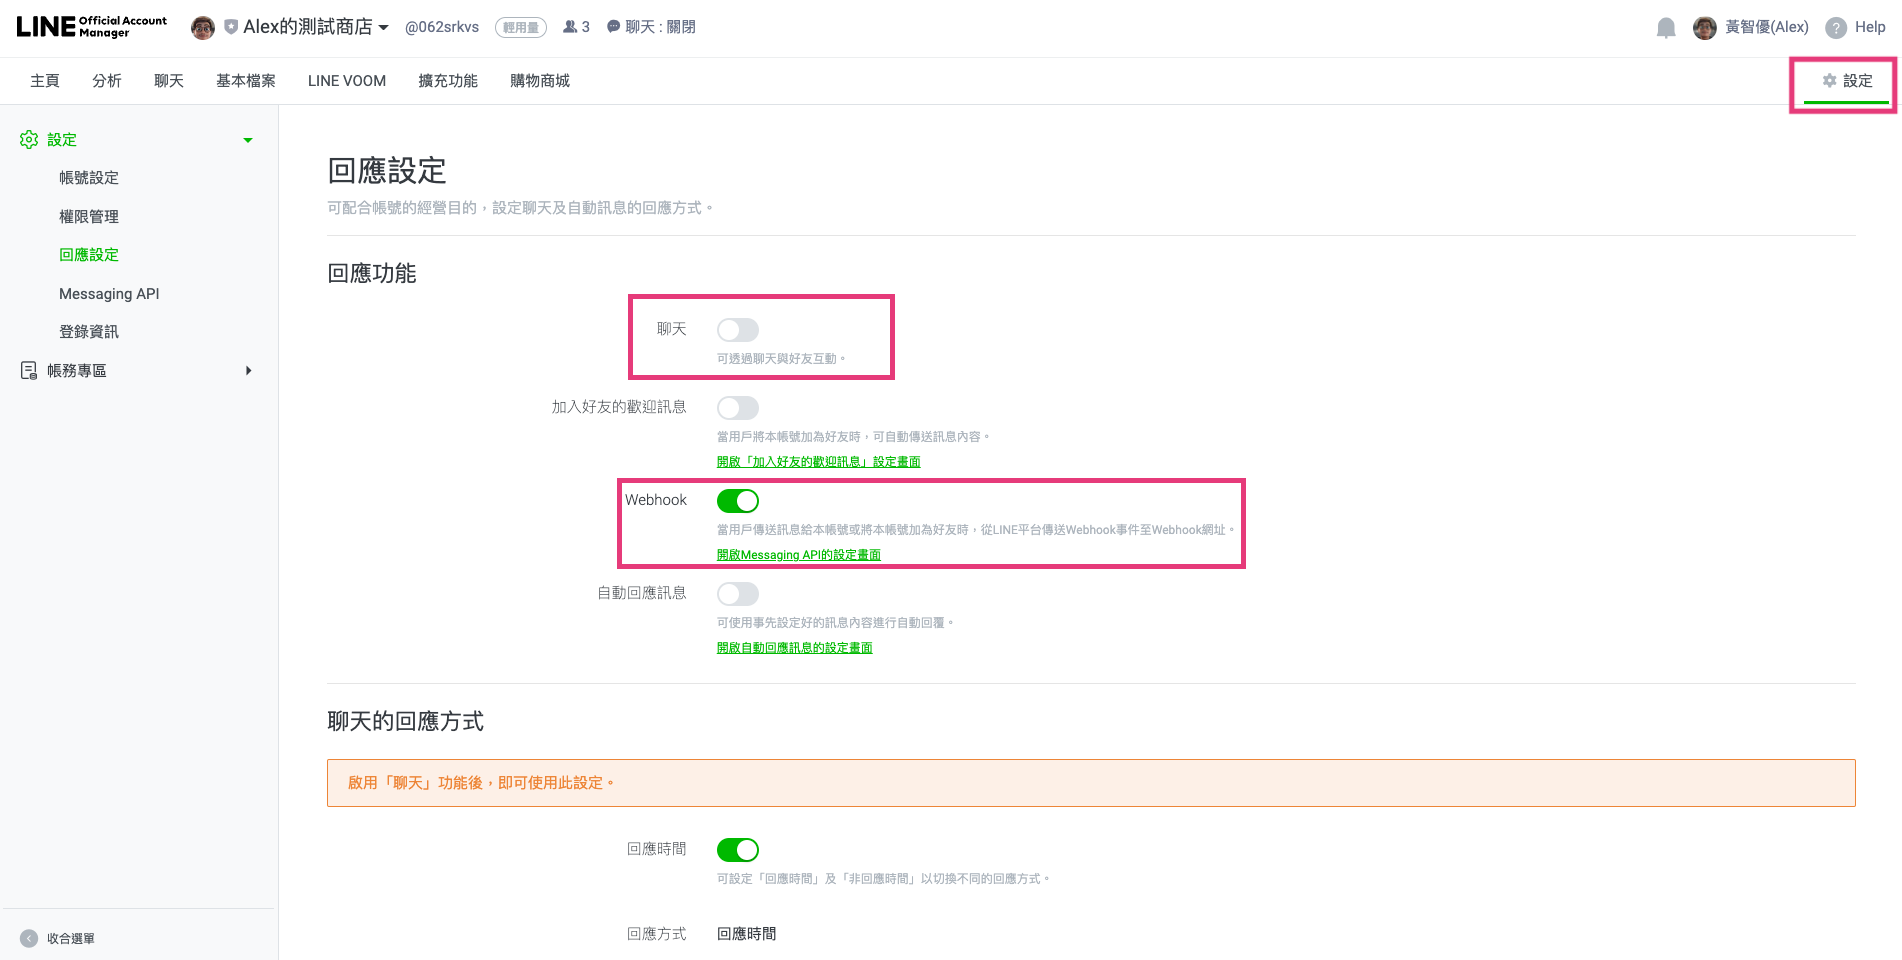 LINE Official Account Manager
Alex的測試商店
@062srkvs
輕用量
3
聊天 : 關閉
黃智優(Alex)
? Help
主頁
分析
聊天
基本檔案
LINE VOOM
擴充功能
購物商城
設定
設定
帳號設定
權限管理
回應設定
Messaging API
登錄資訊
帳務專區
收合選單
回應設定
可配合帳號的經營目的，設定聊天及自動訊息的回應方式。
回應功能
聊天
可透過聊天與好友互動。
加入好友的歡迎訊息
當用戶將本帳號加為好友時，可自動傳送訊息內容。
開啟「加入好友的歡迎訊息」設定畫面
Webhook
當用戶傳送訊息給本帳號或將本帳號加為好友時，從LINE平台傳送Webhook事件至Webhook網址。
開啟Messaging API的設定畫面
自動回應訊息
可使用事先設定好的訊息內容進行自動回覆。
開啟自動回應訊息的設定畫面
聊天的回應方式
啟用「聊天」功能後，即可使用此設定。
回應時間
可設定「回應時間」及「非回應時間」以切換不同的回應方式。
回應方式
回應時間